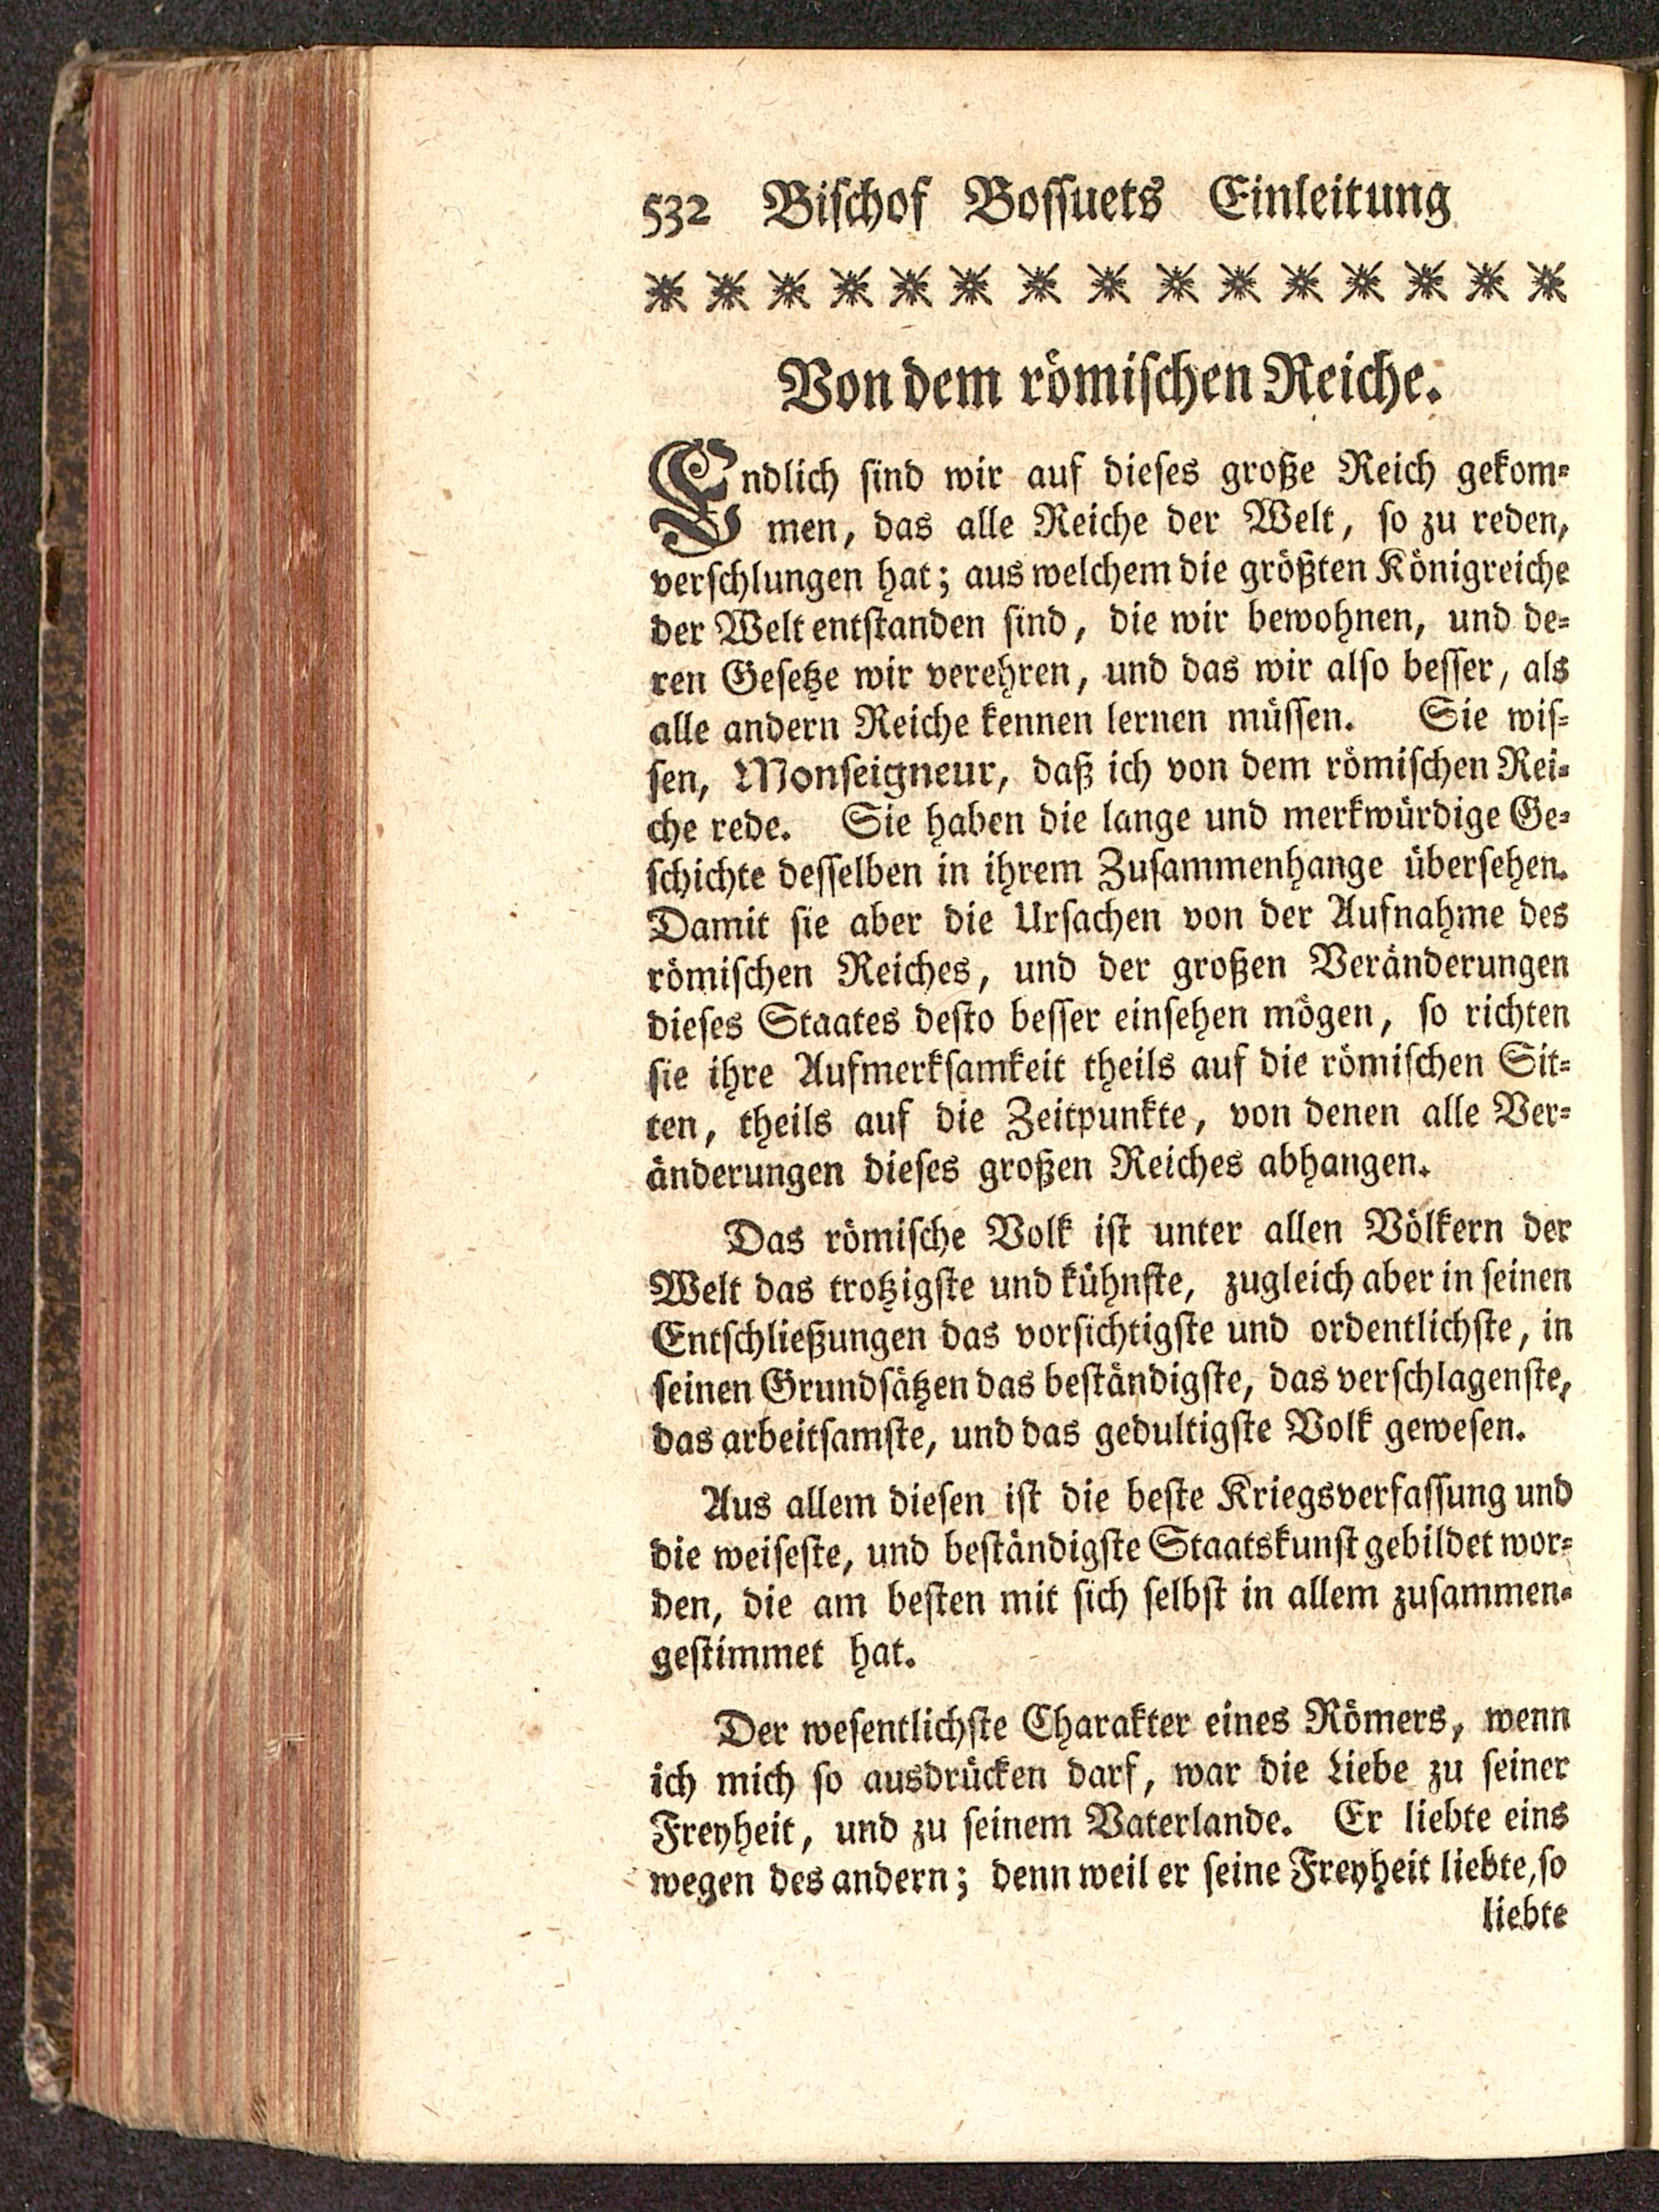 532 Biſchof Boſſuets Einleitung
Von dem römiſchen Reiche.
Endlich ſind wir auf dieſes große Reich gekom⸗
men, das alle Reiche der Welt, ſo zu reden,
verſchlungen hat; aus welchem die größten Königreiche
der Welt entſtanden ſind, die wir bewohnen, und de⸗
ren Geſetze wir verehren, und das wir alſo beſſer, als
alle andern Reiche kennen lernen müſſen. Sie wiſ⸗
ſen, Monſeigneur, daß ich von dem römiſchen Rei⸗
che rede. Sie haben die lange und merkwürdige Ge⸗
ſchichte deſſelben in ihrem Zuſammenhange überſehen.
Damit ſie aber die Urſachen von der Aufnahme des
römiſchen Reiches, und der großen Veränderungen
dieſes Staates deſto beſſer einſehen mögen, ſo richten
ſie ihre Aufmerkſamkeit theils auf die römiſchen Sit⸗
ten, theils auf die Zeitpunkte, von denen alle Ver⸗
änderungen dieſes großen Reiches abhangen.
Das römiſche Volk iſt unter allen Völkern der
Welt das trotzigſte und kühnſte, zugleich aber in ſeinen
Entſchließungen das vorſichtigſte und ordentlichſte, in
ſeinen Grundſätzen das beſtändigſte, das verſchlagenſte,
das arbeitſamſte, und das gedultigſte Volk geweſen.
Aus allem dieſen iſt die beſte Kriegsverfaſſung und
die weiſeſte, und beſtändigſte Staatskunſt gebildet wor⸗
den, die am beſten mit ſich ſelbſt in allem zuſammen⸗
geſtimmet hat.
Der weſentlichſte Charakter eines Römers, wenn
ich mich ſo ausdrücken darf, war die Liebe zu ſeiner
Freyheit, und zu ſeinem Vaterlande. Er liebte eins
wegen des andern; denn weil er ſeine Freyheit liebte, ſo
liebte